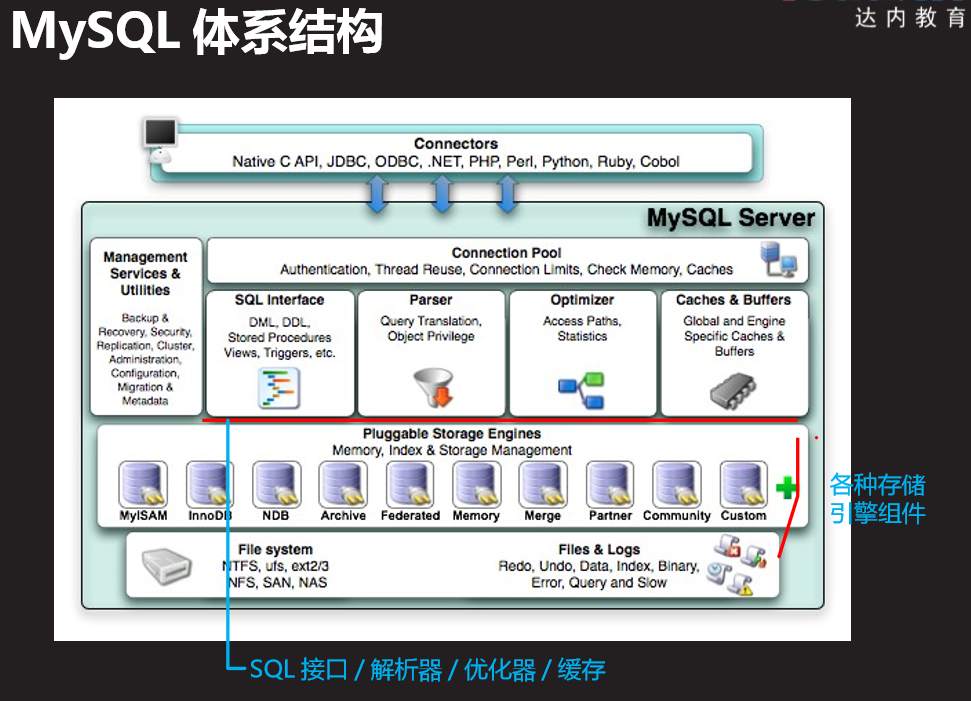 MySQL 体系结构
达内教育
Connectors
Native C API, JDBC, ODBC, .NET, PHP, Perl, Python, Ruby, Cobol
MySQL Server
Management
Services &
Utilities
Backup &
Recovery, Security,
Replication, Cluster,
Administration,
Configuration,
Migration &
Metadata
Connection Pool
Authentication, Thread Reuse, Connection Limits, Check Memory, Caches
SQL Interface
DML, DDL,
Stored Procedures
Views, Triggers, etc.
Parser
Query Translation,
Object Privilege
Optimizer
Access Paths,
Statistics
Caches & Buffers
Global and Engine
Specific Caches &
Buffers
Pluggable Storage Engines
Memory, Index & Storage Management
MyISAM
InnoDB
NDB
Archive
Federated
Memory
Merge
Partner
Community
Custom
各种存储
引擎组件
File system
NTFS, ufs, ext2/3
NFS, SAN, NAS
Files & Logs
Redo, Undo, Data, Index, Binary,
Error, Query and Slow
SQL 接口 / 解析器 / 优化器 / 缓存